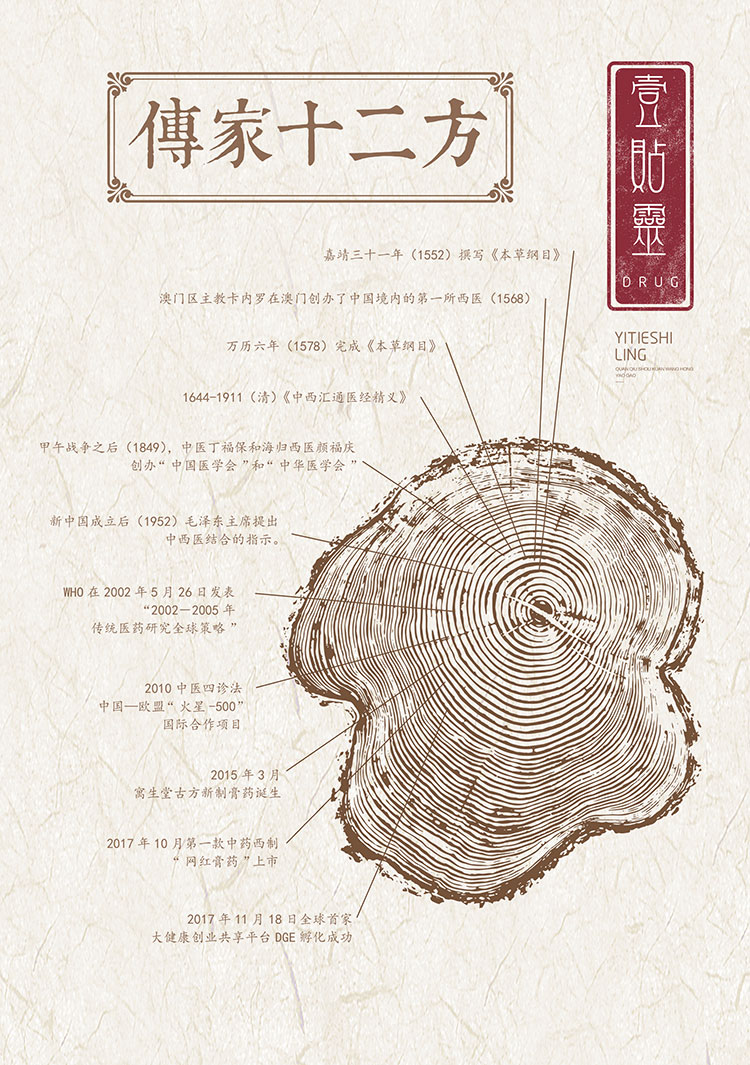 傳家十二方
壹貼靈
DRUG
YITIESHI
LING
QUAN QIU SHOU KUAN WANG HONG
YAO GAO
嘉靖三十一年（1552）撰写《本草纲目》
澳门区主教卡内罗在澳门创办了中国境内的第一所西医（1568）
万历六年（1578）完成《本草纲目》
1644-1911（清）《中西汇通医经精义》
甲午战争之后（1849），中医丁福保和海归西医颜福庆
创办“中国医学会”和“中华医学会”
新中国成立后（1952）毛泽东主席提出
中西医结合的指示。
WHO 在 2002 年 5 月 26 日发表
“2002—2005 年
传统医药研究全球策略”
2010 中医四诊法
中国—欧盟“火星-500”
国际合作项目
2015 年 3 月
寓生堂古方新制膏药诞生
2017 年 10 月第一款中药西制
“网红膏药”上市
2017 年 11 月 18 日全球首家
大健康创业共享平台 DGE 孵化成功